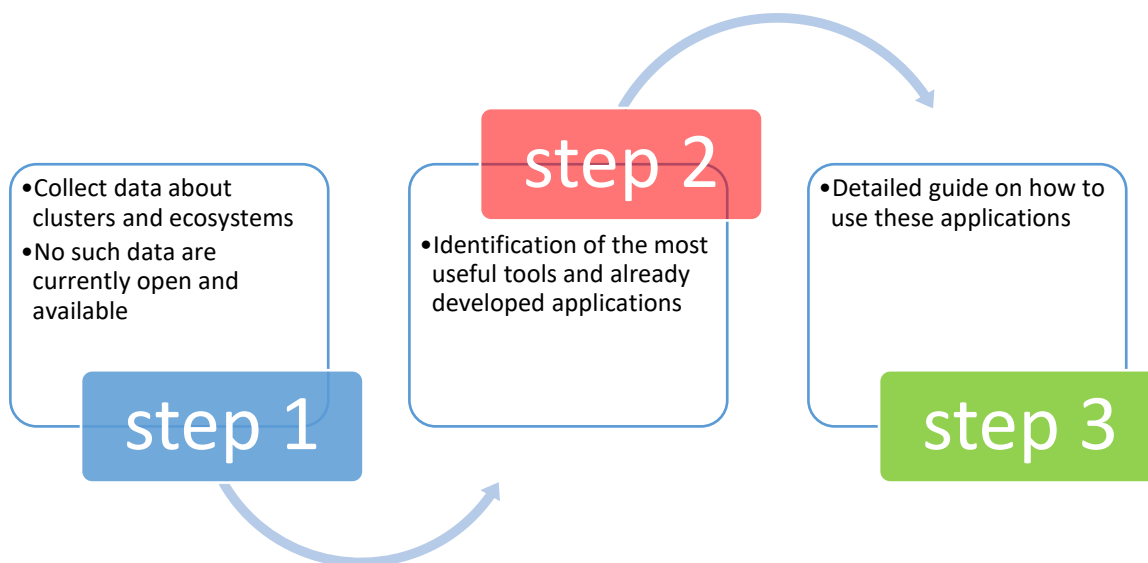 •Collect data about
clusters and ecosystems
•No such data are
currently open and
available
step 1
step 2
•Identification of the most
useful tools and already
developed applications
•Detailed guide on how to
use these applications
step 3